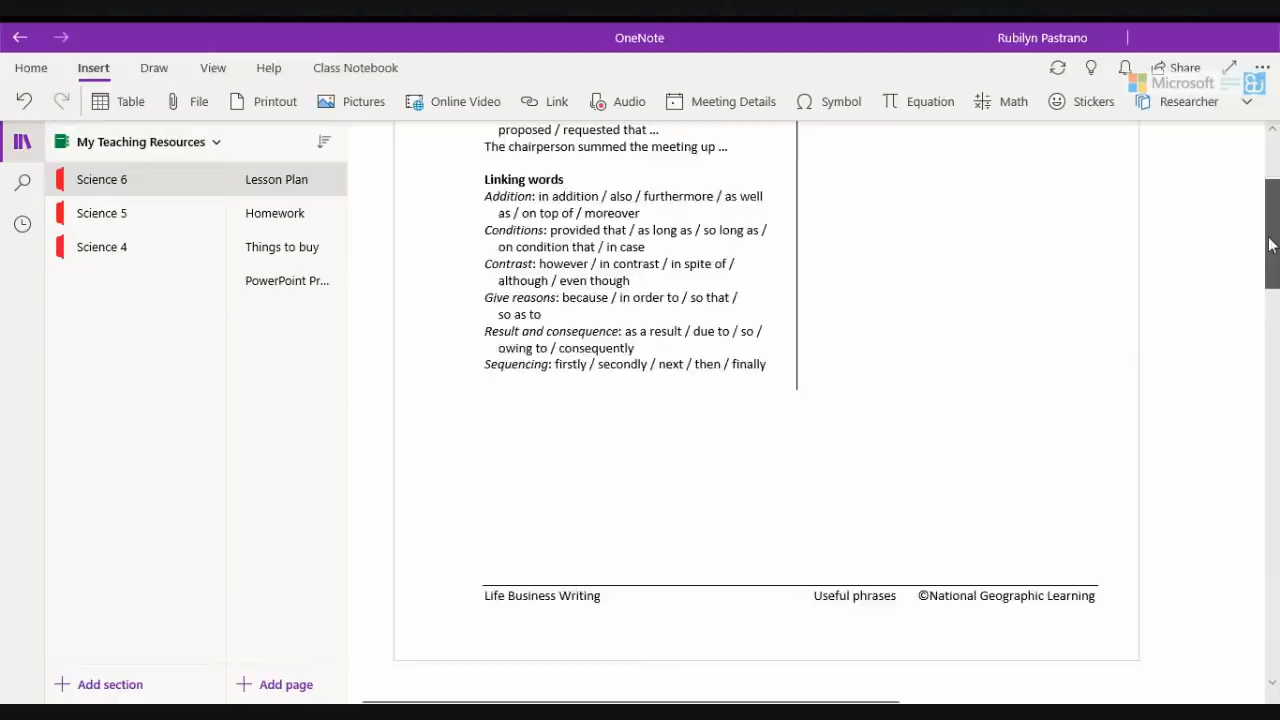 OneNote
Rubilyn Pastrano
Home Insert Draw View Help Class Notebook
Share
Microsoft
Table File Printout Pictures Online Video Link Audio Meeting Details Symbol Equation Math Stickers Researcher
My Teaching Resources
Science 6
Science 5
Science 4
Lesson Plan
Homework
Things to buy
PowerPoint Pr...
proposed / requested that ...
The chairperson summed the meeting up ...
Linking words
Addition: in addition / also / furthermore / as well
as / on top of / moreover
Conditions: provided that / as long as / so long as /
on condition that / in case
Contrast: however / in contrast / in spite of /
although / even though
Give reasons: because / in order to / so that /
so as to
Result and consequence: as a result / due to / so /
owing to / consequently
Sequencing: firstly / secondly / next / then / finally
Life Business Writing Useful phrases ©National Geographic Learning
+ Add section + Add page